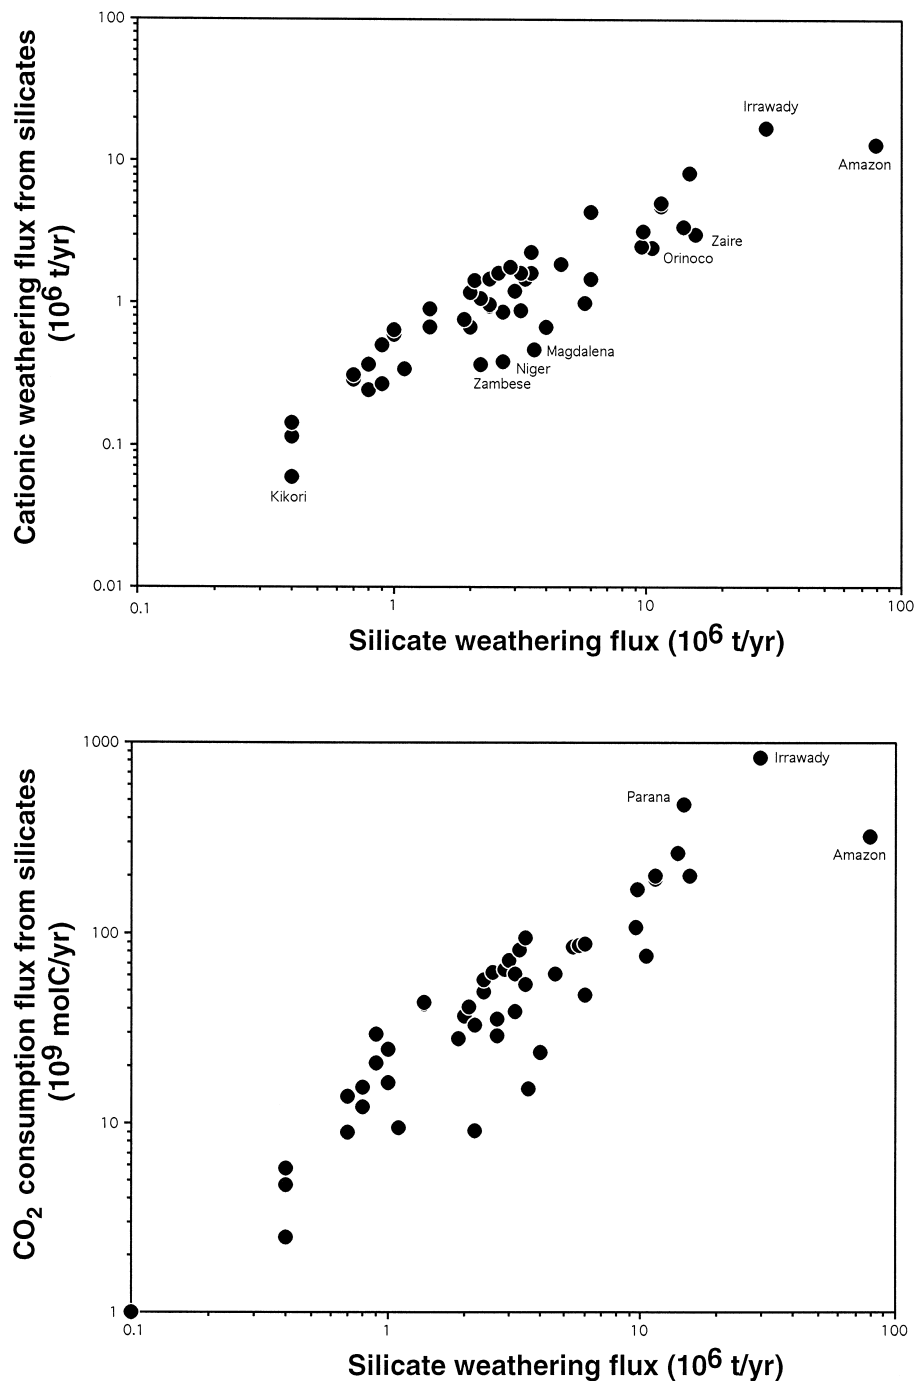 100
Irrawady
10
Amazon
Zaire
Orinoco
1
Magdalena
Niger
Zambese
0.1
Kikori
0.01
0.1
1
10
100
Cationic weathering flux from silicates
(10⁶ t/yr)
Silicate weathering flux (10⁶ t/yr)
1000
Irrawady
Parana
Amazon
100
10
1
0.1
1
10
100
CO₂ consumption flux from silicates
(10⁹ molC/yr)
Silicate weathering flux (10⁶ t/yr)